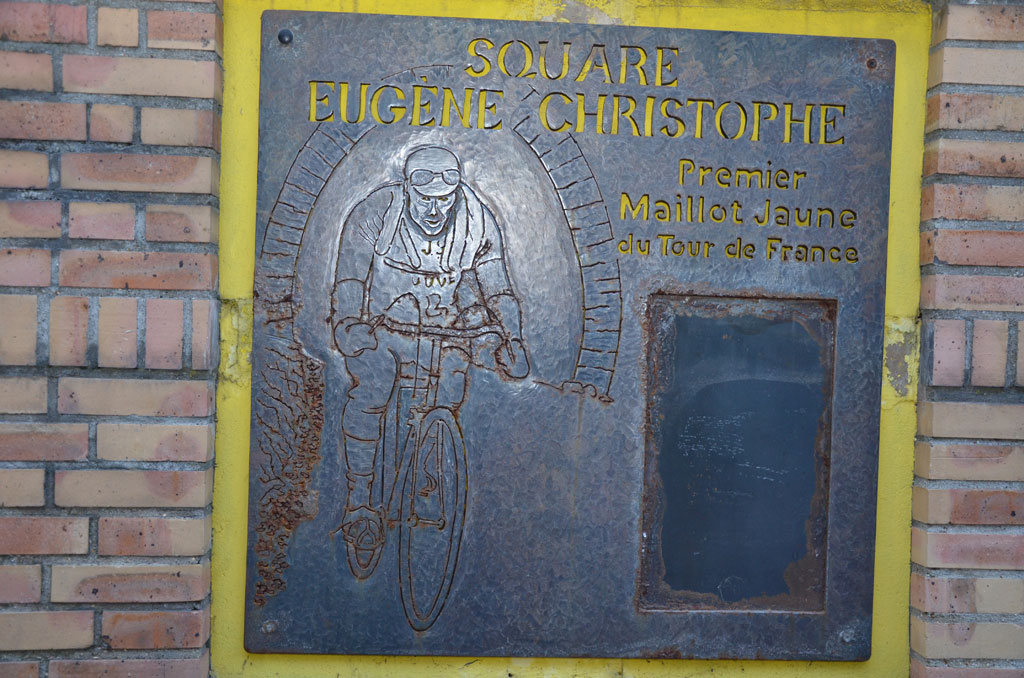 SQUARE
EUGÈNE CHRISTOPHE
Premier
Maillot Jaune
du Tour de France